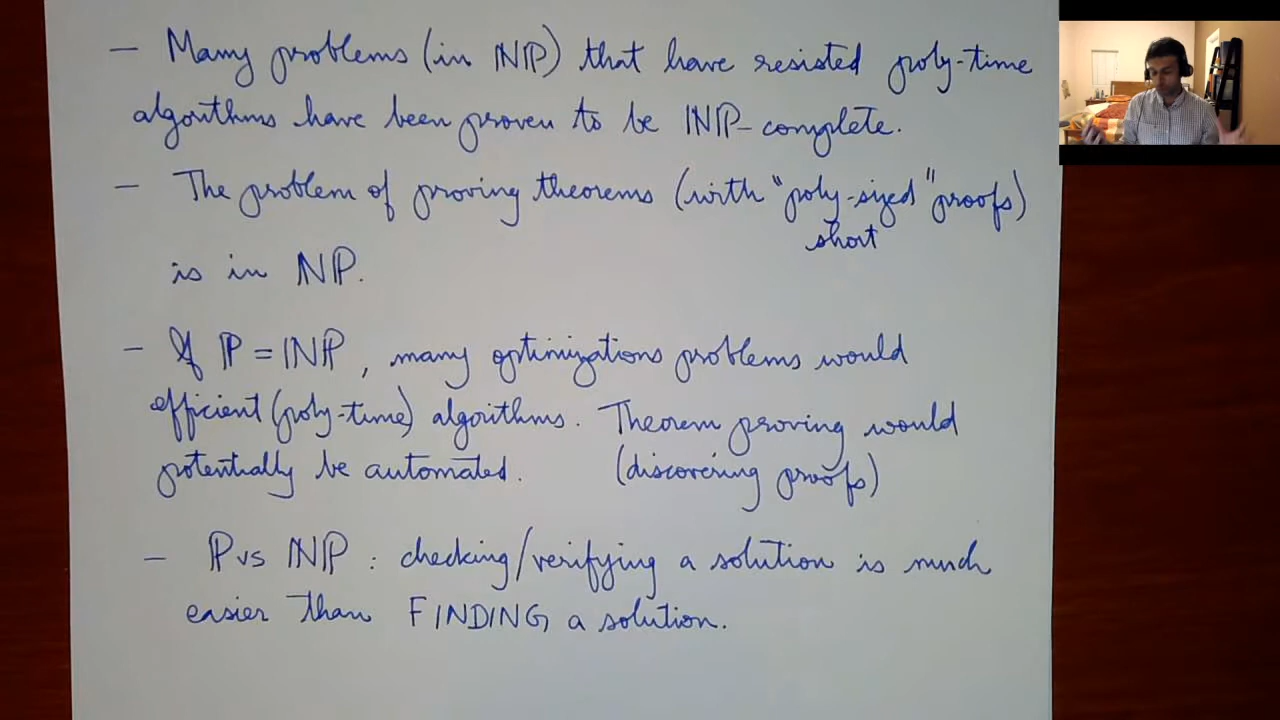 - Many problems (in NP) that have resisted poly-time
algorithms have been proven to be NP-complete.
- The problem of proving theorems (with "poly-sized" proofs)
short
is in NP.
- If P = NP, many optimizations problems would
efficient (poly-time) algorithms. Theorem proving would
potentially be automated. (discovering proofs)
- P vs NP : checking/verifying a solution is much
easier than FINDING a solution.